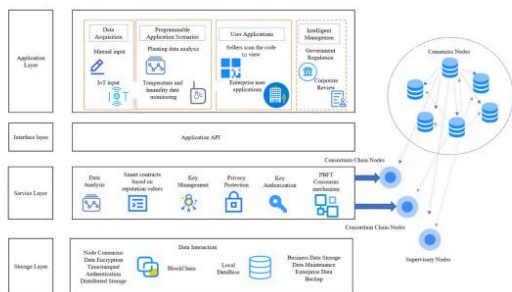 Application
Layer
Data
Acquisition
Manual input
IoT input
Programmable
Application Scenarios
Planting data analysis
Temperature and
humidity data
monitoring
User Applications
Sellers scan the code
to view
Enterprise user
applications
Intelligent
Management
Government
Regulation
Corporate
Review
Consensus Nodes
Interface layer
Application API
Service Layer
Data
Analysis
Smart contracts
based on
reputation values
Key
Management
Privacy
Protection
Key
Authorization
PBFT
Consensus
mechanism
Consortium Chain Nodes
Consortium Chain Nodes
Supervisory Nodes
Storage Layer
Data Interaction
Node Consensus
Data Encryption
Timestamped
Authentication
Distributed Storage
BlockChain
Local
DataBase
Business Data Storage
Data Maintenance
Enterprise Data
Backup